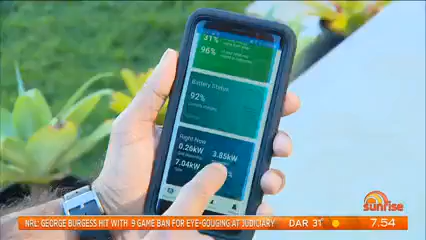 31%
96%
Battery Status
92%
Right Now
0.26kW 3.85kW
7.04kW
sunrise
NRL: GEORGE BURGESS HIT WITH 9 GAME BAN FOR EYE-GOUGING AT JUDICIARY DAR 31° 7.54